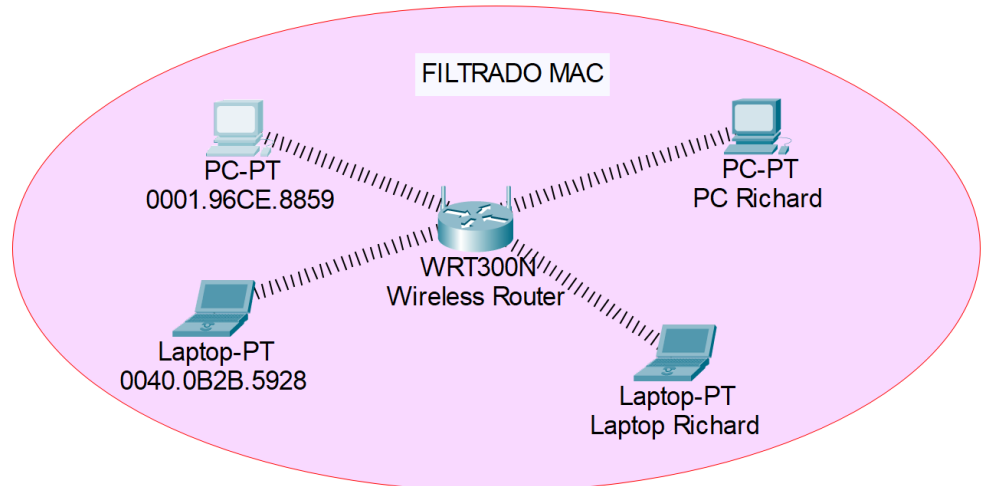 FILTRADO MAC
PC-PT
0001.96CE.8859
PC-PT
PC Richard
WRT300N
Wireless Router
Laptop-PT
0040.0B2B.5928
Laptop-PT
Laptop Richard